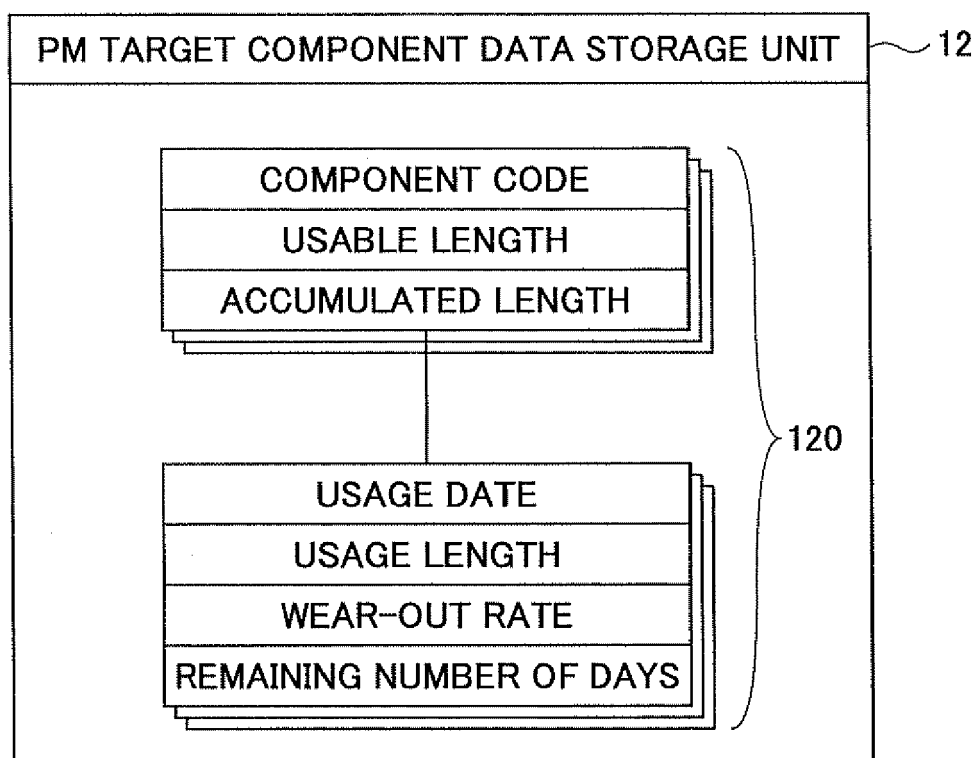 PM TARGET COMPONENT DATA STORAGE UNIT
12
COMPONENT CODE
USABLE LENGTH
ACCUMULATED LENGTH
120
USAGE DATE
USAGE LENGTH
WEAR-OUT RATE
REMAINING NUMBER OF DAYS